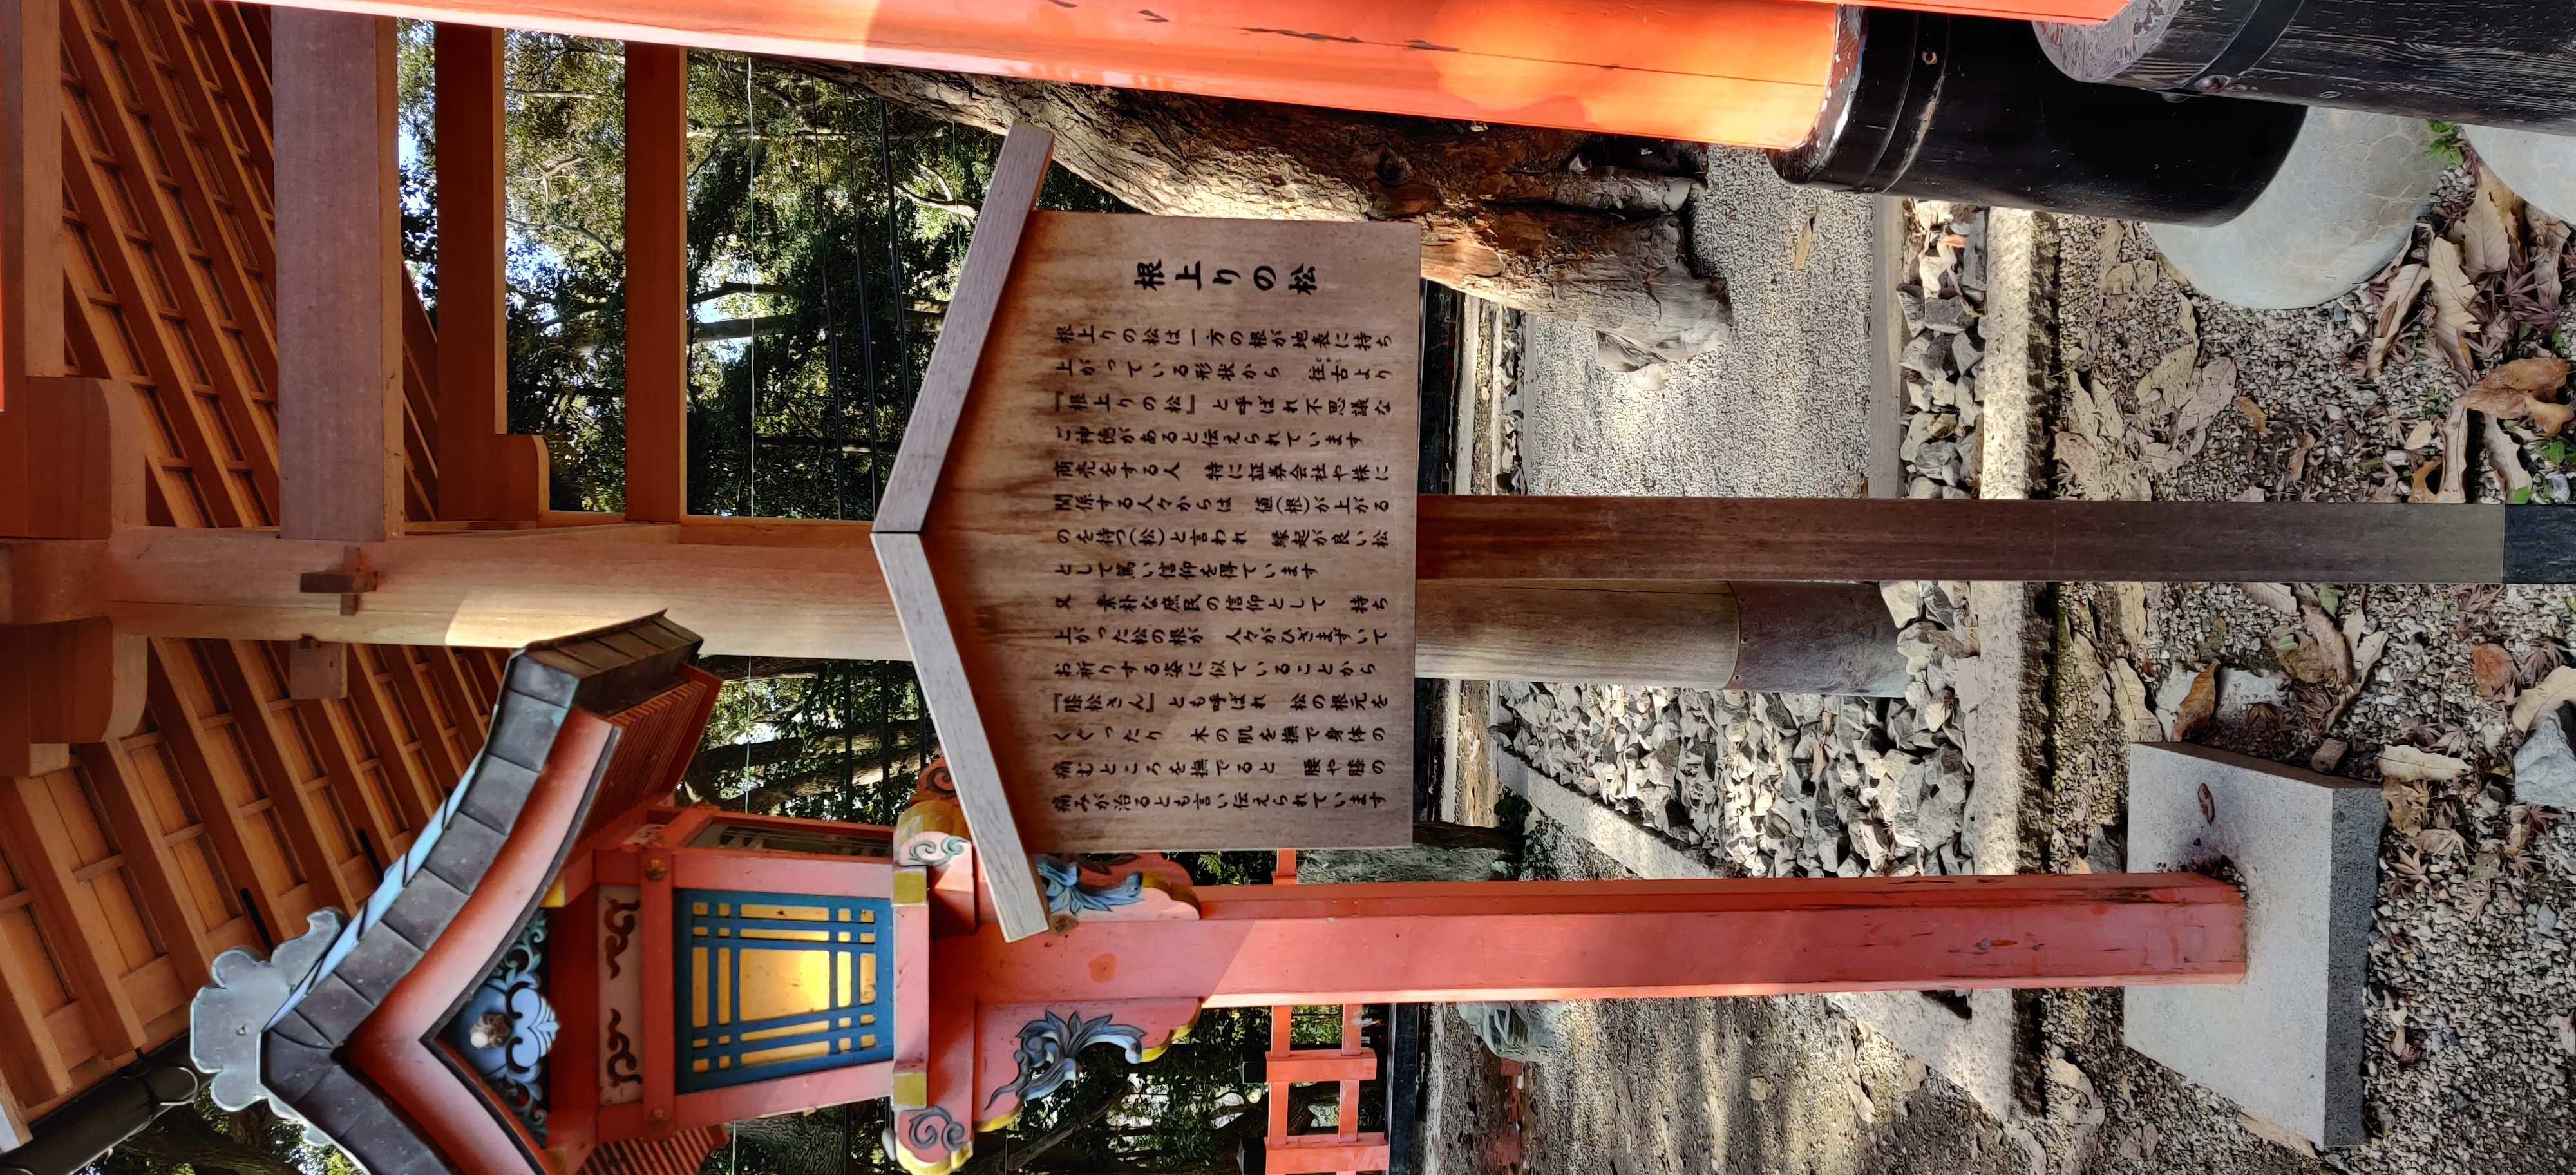 根上りの松
根上りの松は一方の根が地表に持ち
上がっている形状から 往古より
むかし
『根上りの松』と呼ばれ不思議な
ご神徳があると伝えられています
商売をする人 特に証券会社や株に
関係する人々からは 値(根)が上がる
のを待つ(松)と言われ 縁起が良い松
として篤い信仰を得ています
又 素朴な庶民の信仰として 持ち
上がった松の根が 人々がひざまずいて
お祈りする姿に似ていることから
『膝松さん』とも呼ばれ 松の根元を
くぐったり 木の肌を撫で身体の
痛むところを撫でると 腰や膝の
痛みが治るとも言い伝えられています